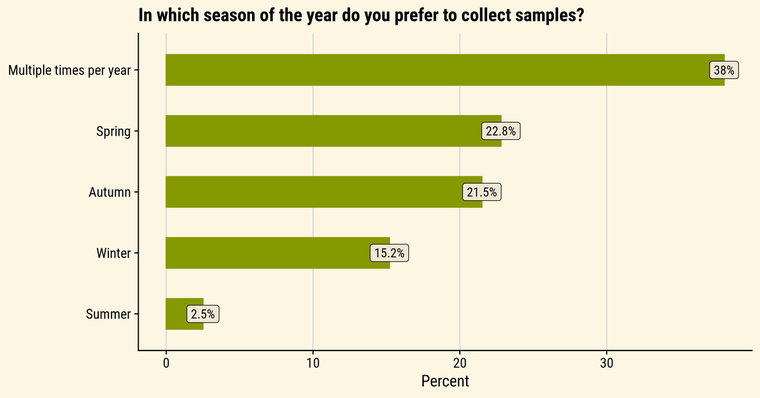 In which season of the year do you prefer to collect samples?
Multiple times per year
38%
Spring
22.8%
Autumn
21.5%
Winter
15.2%
Summer
2.5%
0 10 20 30
Percent